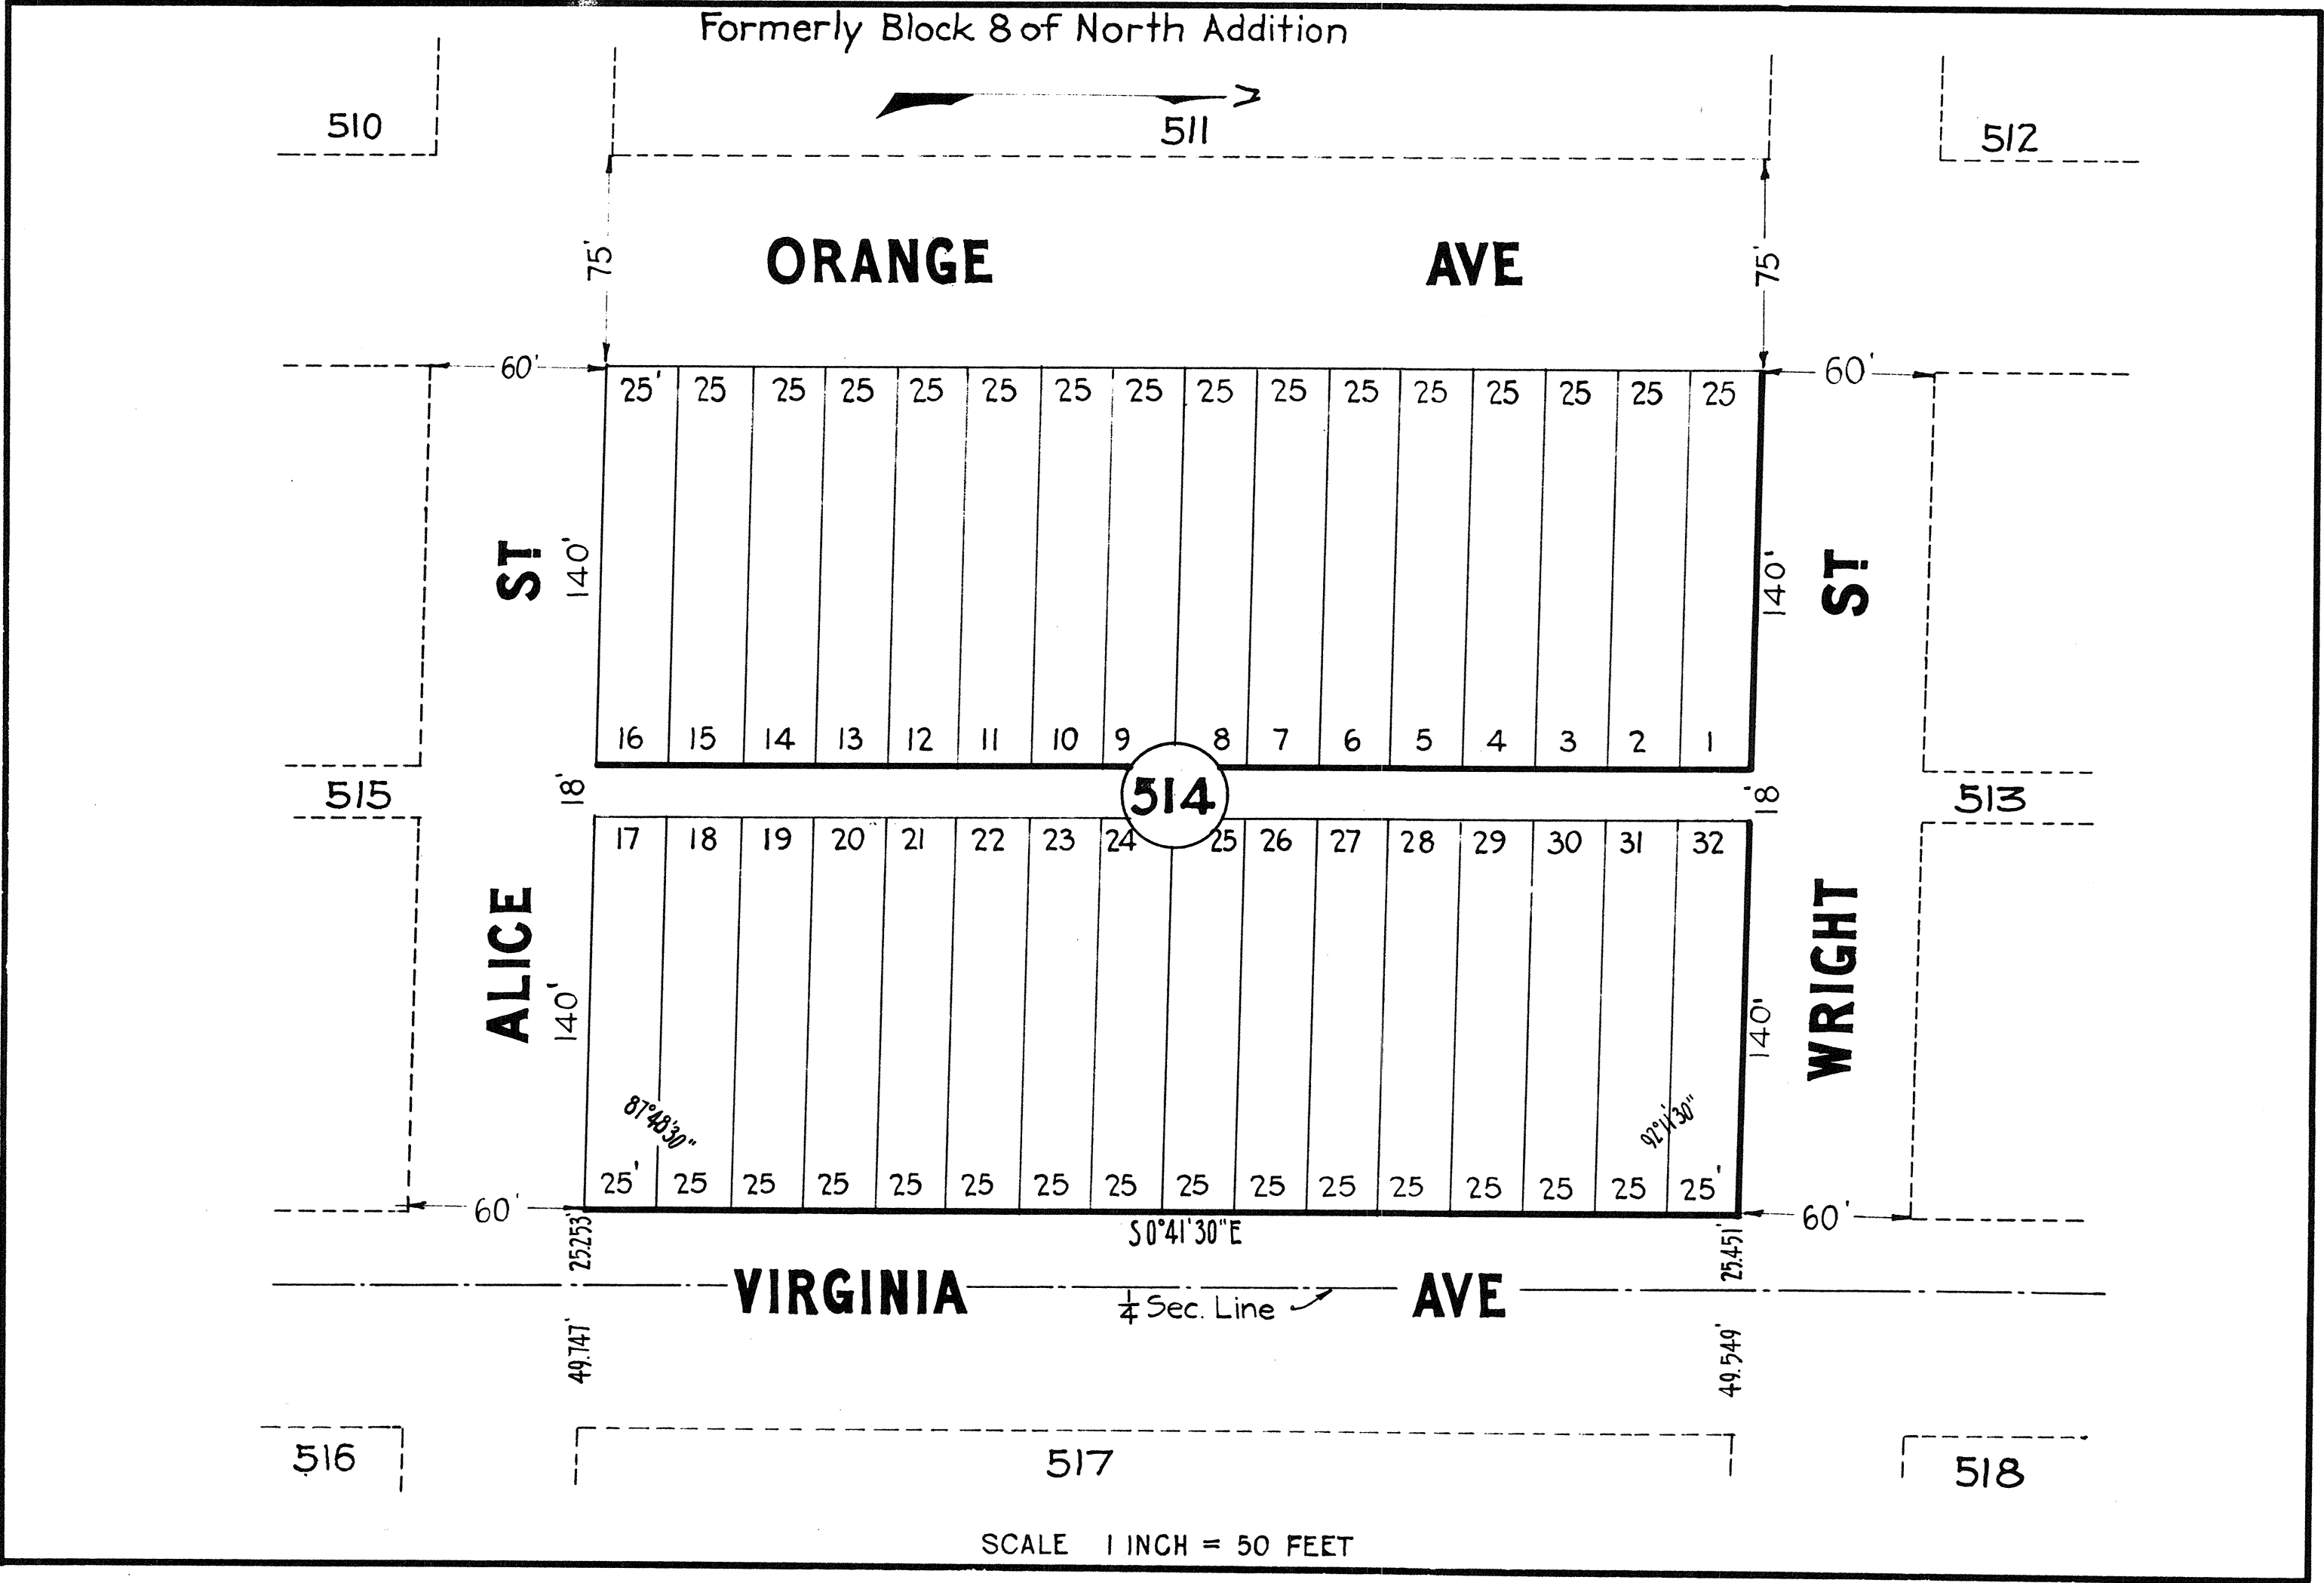 Formerly Block 8 of North Addition
510
511
512
75'
ORANGE AVE
75'
60'
60'
25' 25 25 25 25 25 25 25 25 25 25 25 25 25 25 25
ST.
140'
140'
ST.
16 15 14 13 12 11 10 9 8 7 6 5 4 3 2 1
515
18'
514
18'
513
17 18 19 20 21 22 23 24 25 26 27 28 29 30 31 32
ALICE
140'
140'
WRIGHT
87°48'30"
92°11'30"
25' 25 25 25 25 25 25 25 25 25 25 25 25 25 25 25'
60'
60'
25.253'
S 0°41'30" E
25.451'
VIRGINIA AVE
1/4 Sec. Line
49.747'
49.549'
516
517
518
SCALE 1 INCH = 50 FEET